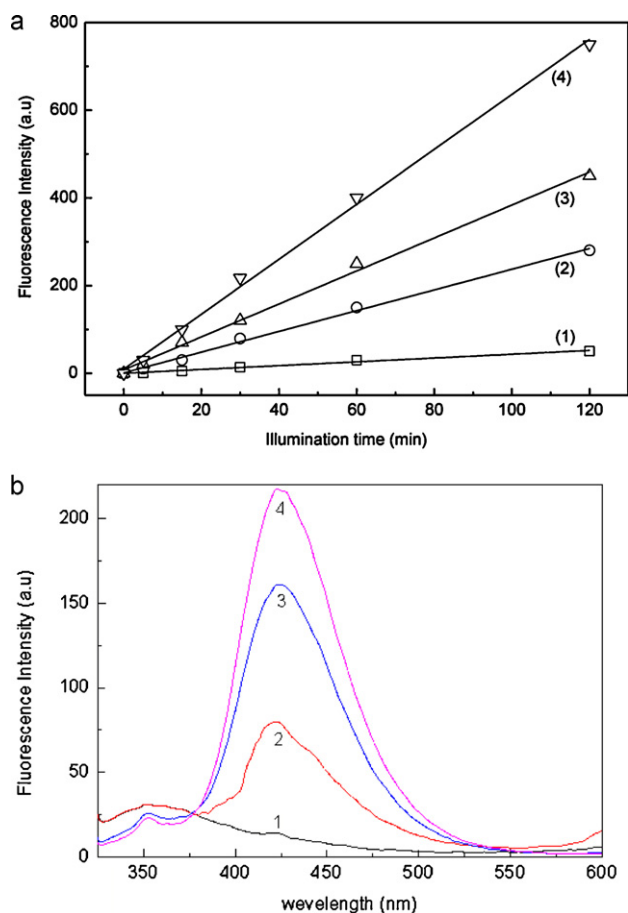 a
800
600
400
200
0
Fluorescence Intensity (a.u)
(4)
(3)
(2)
(1)
0 20 40 60 80 100 120
Illumination time (min)
b
200
150
100
50
0
Fluorescence Intensity (a.u)
4
3
2
1
350 400 450 500 550 600
wevelength (nm)